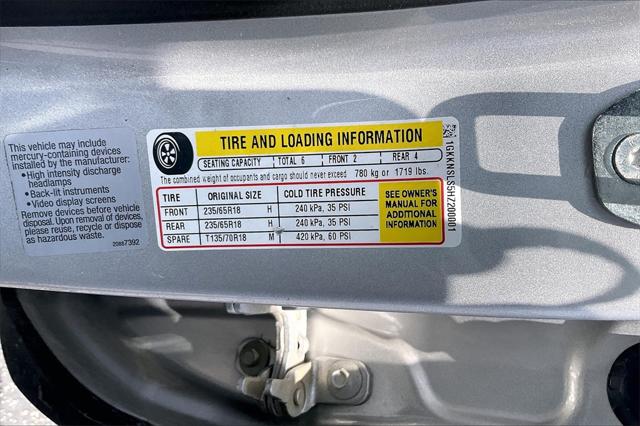 This vehicle may include
mercury-containing devices
installed by the manufacturer:
• High intensity discharge
headlamps
• Back-lit instruments
• Video display screens
Remove devices before vehicle
disposal. Upon removal of devices,
please reuse, recycle or dispose
as hazardous waste.
20887392
TIRE AND LOADING INFORMATION
SEATING CAPACITY TOTAL 6 FRONT 2 REAR 4
The combined weight of occupants and cargo should never exceed 780 kg or 1719 lbs.
TIRE ORIGINAL SIZE COLD TIRE PRESSURE
FRONT 235/65R18 H 240 kPa, 35 PSI
REAR 235/65R18 H 240 kPa, 35 PSI
SPARE T135/70R18 M 420 kPa, 60 PSI
SEE OWNER'S
MANUAL FOR
ADDITIONAL
INFORMATION